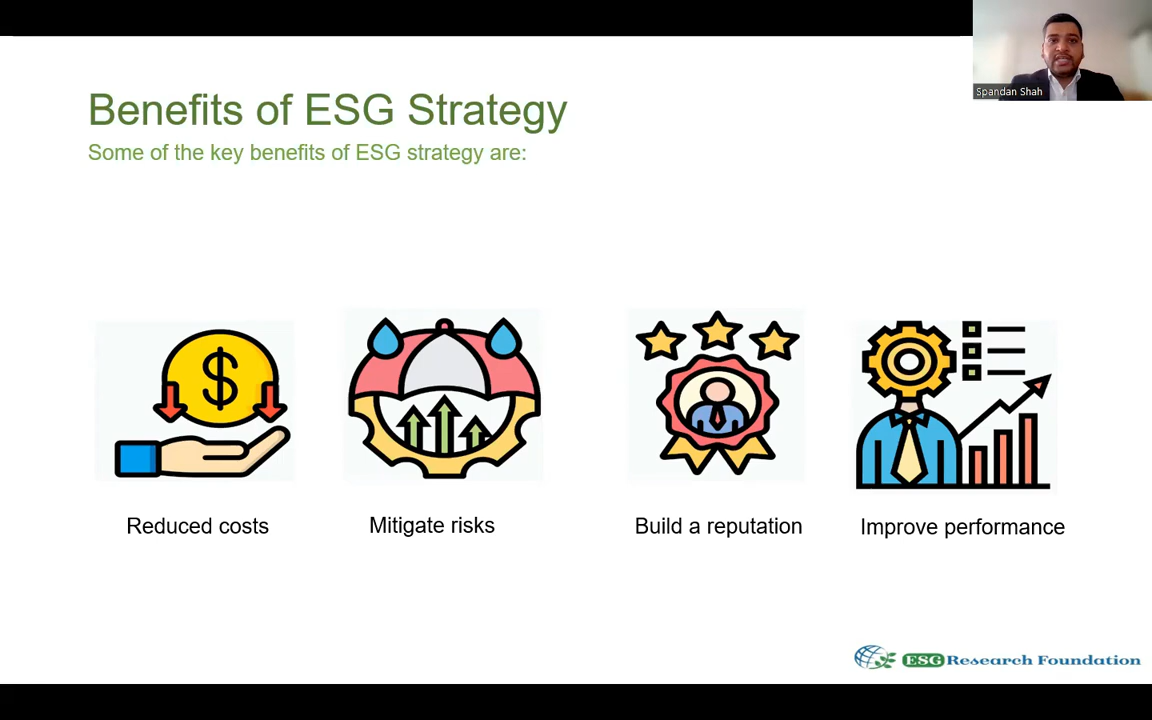 Spandan Shah
Benefits of ESG Strategy
Some of the key benefits of ESG strategy are:
$
Reduced costs
Mitigate risks
Build a reputation
Improve performance
ESG Research Foundation